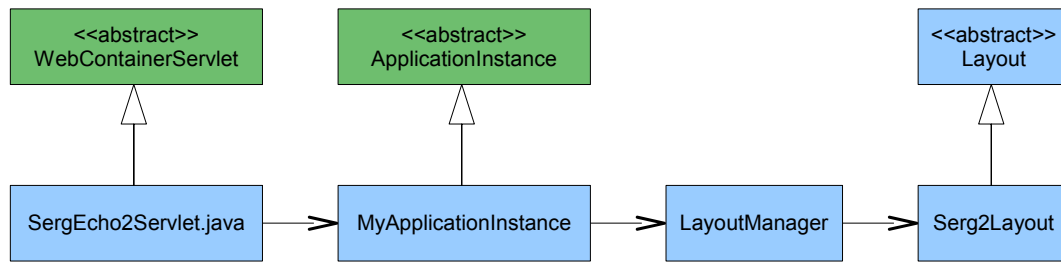 <<abstract>>
WebContainerServlet
<<abstract>>
ApplicationInstance
<<abstract>>
Layout
SergEcho2Servlet.java
MyApplicationInstance
LayoutManager
Serg2Layout